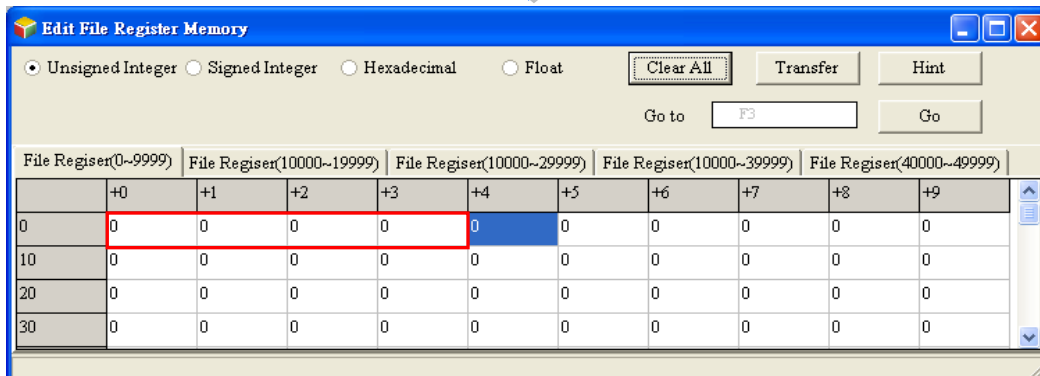 Edit File Register Memory
Unsigned Integer Signed Integer Hexadecimal Float Clear All Transfer Hint
Go to F3 Go
File Regiser(0~9999) File Regiser(10000~19999) File Regiser(10000~29999) File Regiser(10000~39999) File Regiser(40000~49999)
+0 +1 +2 +3 +4 +5 +6 +7 +8 +9
0 0 0 0 0 0 0 0 0 0 0
10 0 0 0 0 0 0 0 0 0 0
20 0 0 0 0 0 0 0 0 0 0
30 0 0 0 0 0 0 0 0 0 0